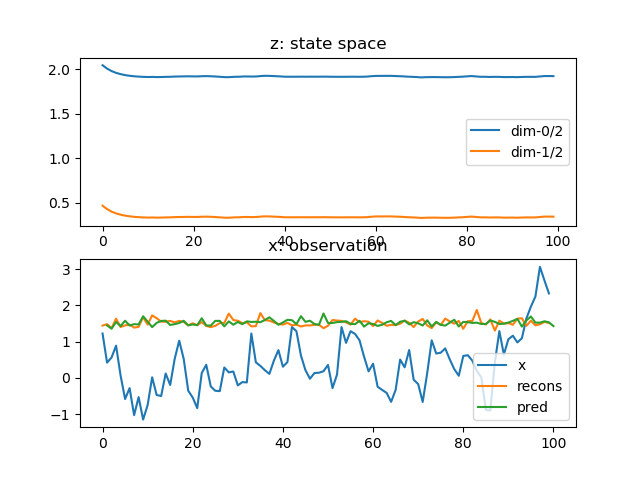 z: state space
2.0
1.5
1.0
0.5
dim-0/2
dim-1/2
0 20 40 60 80 100
x: observation
3
2
1
0
−1
x
recons
pred
0 20 40 60 80 100